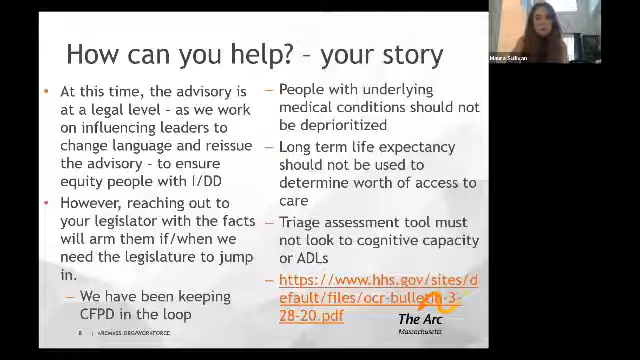 How can you help? – your story
• At this time, the advisory is
at a legal level – as we work
on influencing leaders to
change language and reissue
the advisory – to ensure
equity people with I/DD
• However, reaching out to
your legislator with the facts
will arm them if/when we
need the legislature to jump
in.
– We have been keeping
CFPD in the loop
– People with underlying
medical conditions should not
be deprioritized
– Long term life expectancy
should not be used to
determine worth of access to
care
– Triage assessment tool must
not look to cognitive capacity
or ADLs
– https://www.hhs.gov/sites/d
efault/files/ocr-bulletin-3-
28-20.pdf
The Arc
Massachusetts
8 | ARCMASS.ORG/WORKFORCE
Maura Sullivan